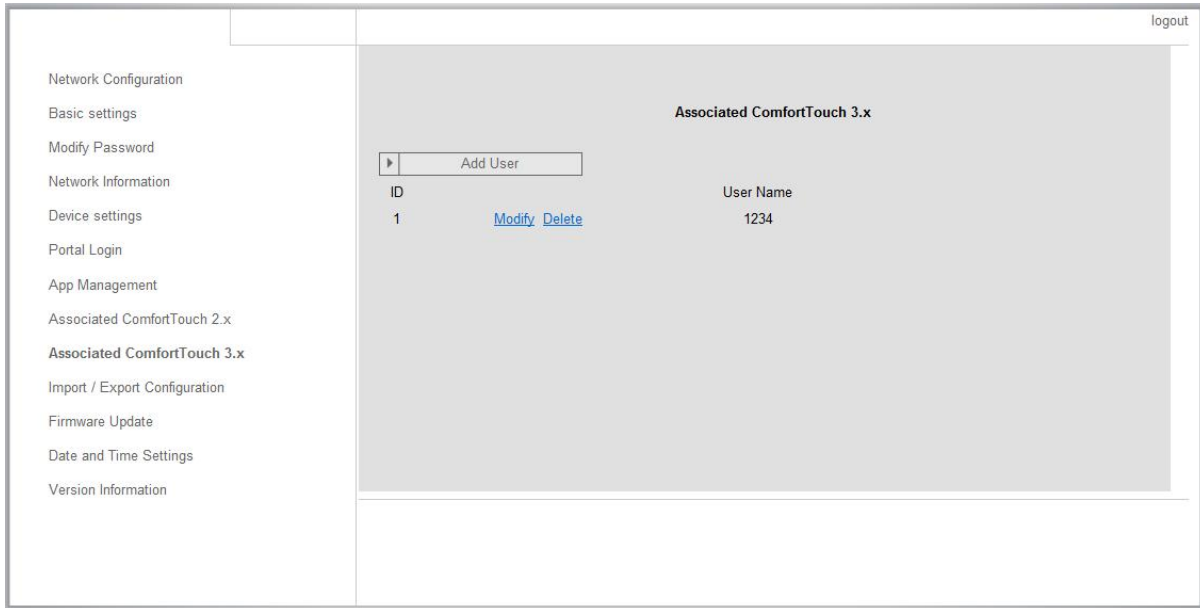 logout
Network Configuration
Basic settings
Modify Password
Network Information
Device settings
Portal Login
App Management
Associated ComfortTouch 2.x
Associated ComfortTouch 3.x
Import / Export Configuration
Firmware Update
Date and Time Settings
Version Information
Associated ComfortTouch 3.x
Add User
ID User Name
1 Modify Delete 1234